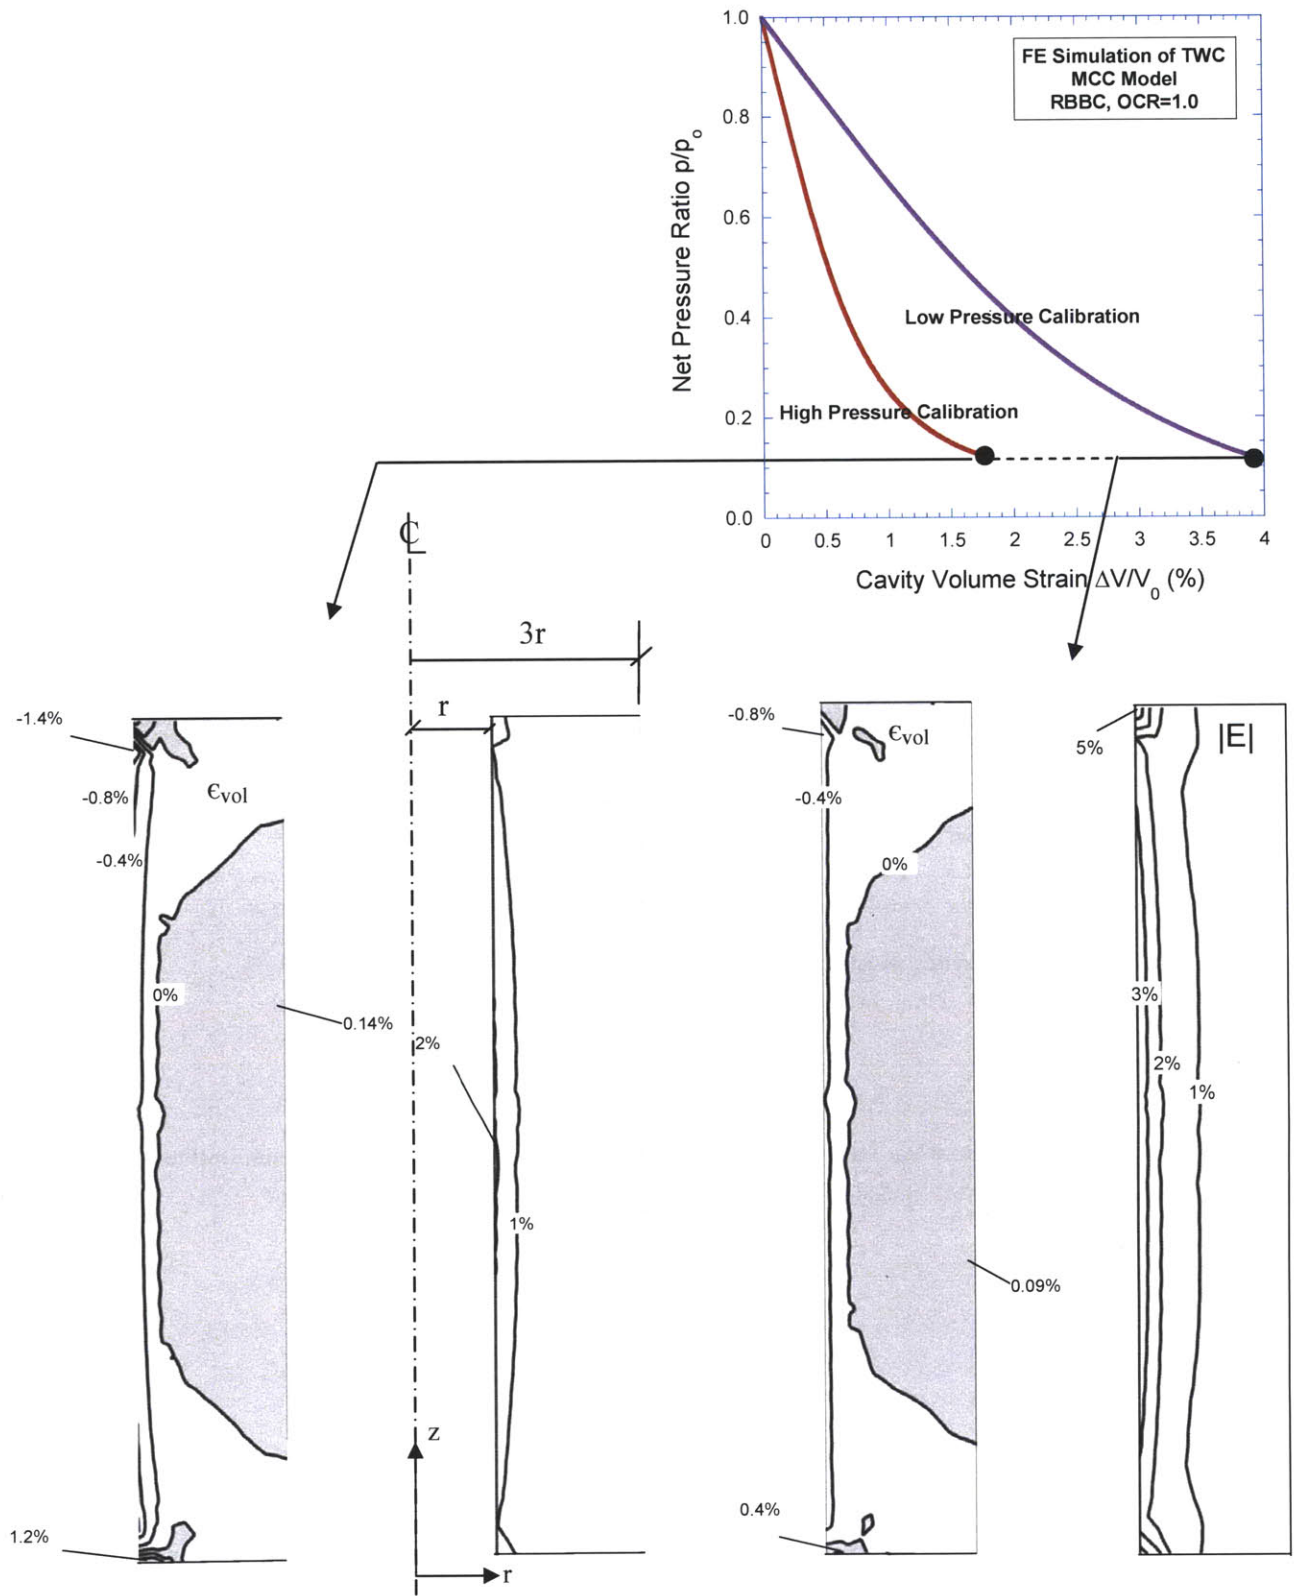 1.0
0.8
0.6
0.4
0.2
0.0
Net Pressure Ratio p/p₀
FE Simulation of TWC
MCC Model
RBBC, OCR=1.0
Low Pressure Calibration
High Pressure Calibration
0 0.5 1 1.5 2 2.5 3 3.5 4
Cavity Volume Strain ΔV/V₀ (%)
℄
3r
r
-1.4%
-0.8%
ϵvol
-0.4%
0%
0.14%
1.2%
2%
1%
z
r
-0.8%
ϵvol
-0.4%
0%
0.09%
0.4%
5%
|E|
3%
2%
1%